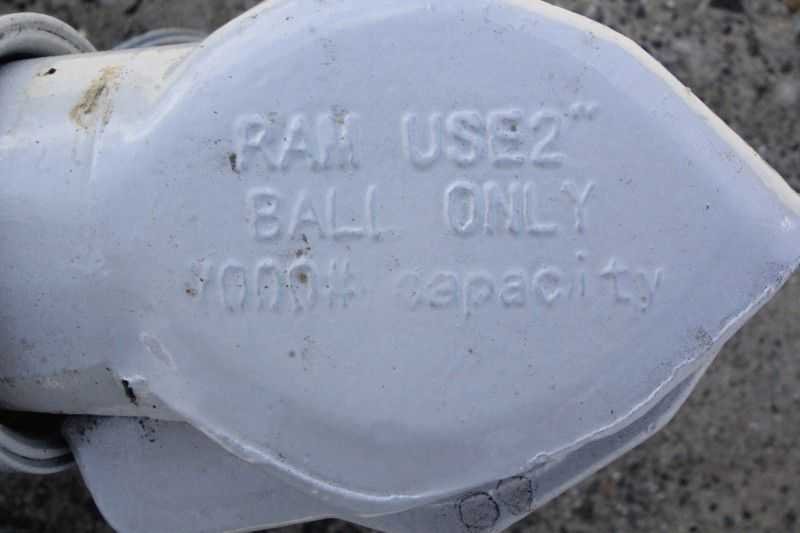 RAM USE2"
BALL ONLY
7000# capacity